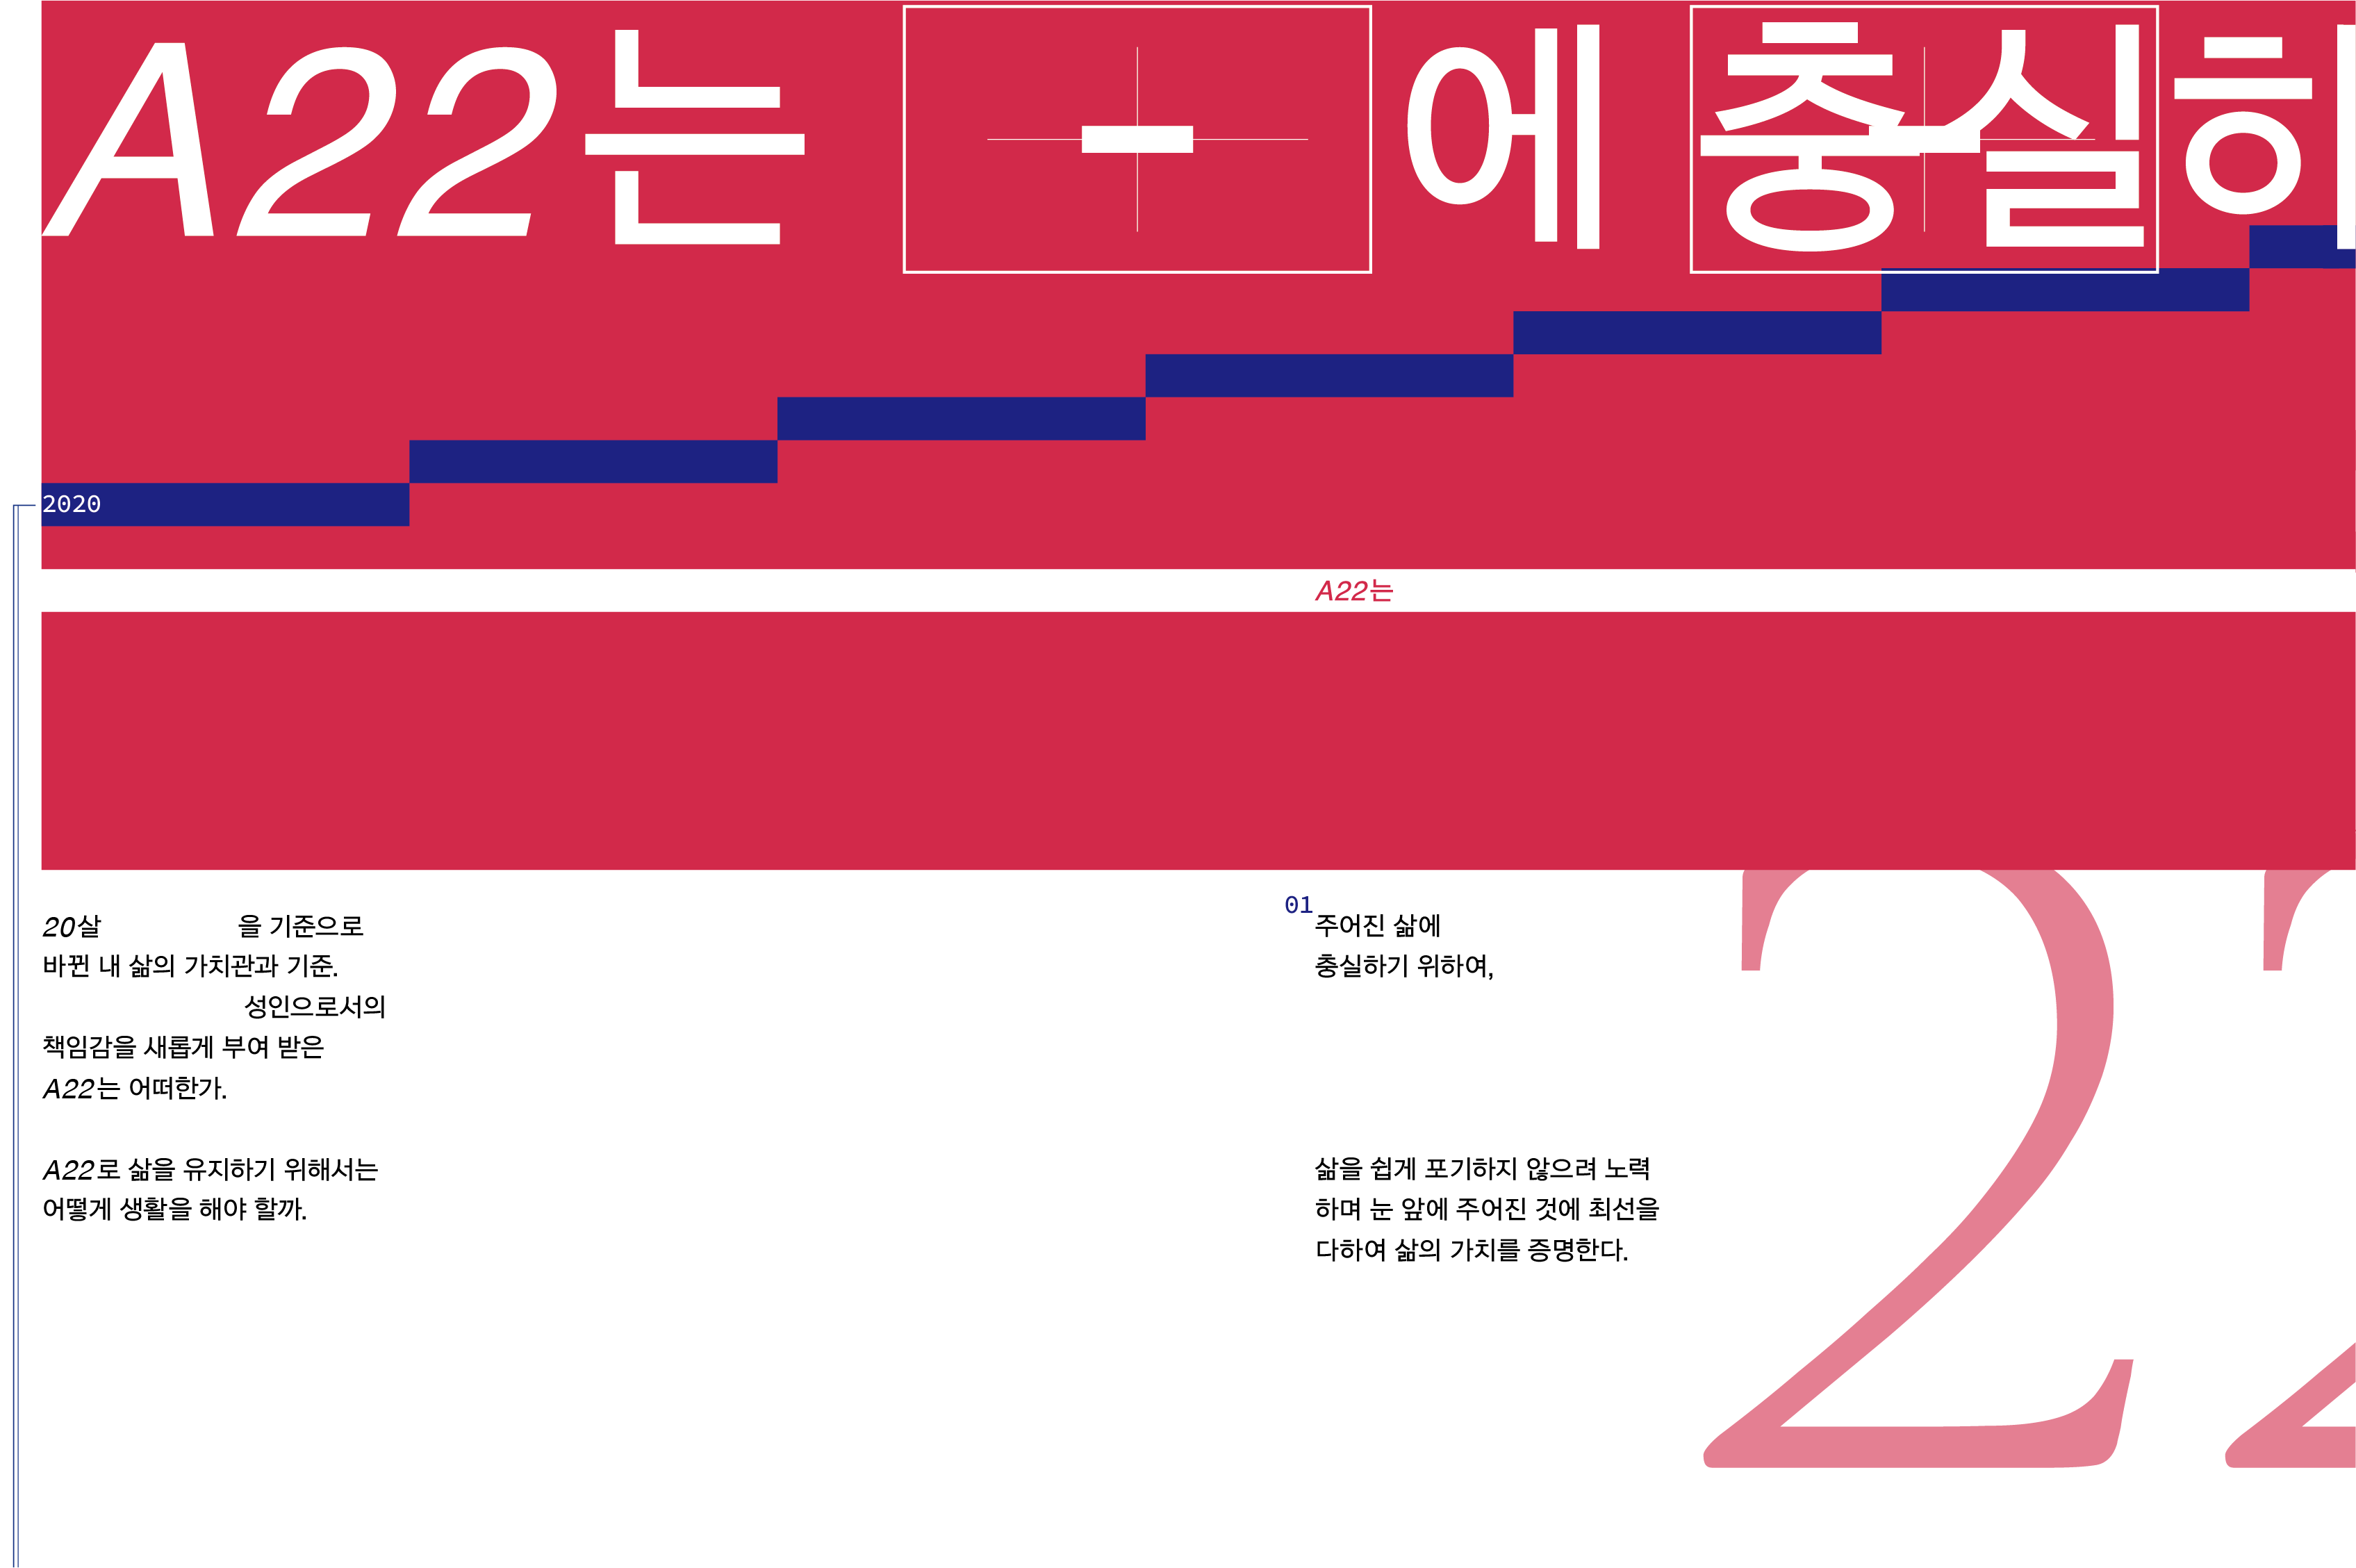 A22는 에 충실히
2020
A22는
20살 을 기준으로
바뀐 내 삶의 가치관과 기준.
성인으로서의
책임감을 새롭게 부여 받은
A22는 어떠한가.
A22로 삶을 유지하기 위해서는
어떻게 생활을 해야 할까.
01
주어진 삶에
충실하기 위하여,
삶을 쉽게 포기하지 않으려 노력
하며 눈 앞에 주어진 것에 최선을
다하여 삶의 가치를 증명한다.
22